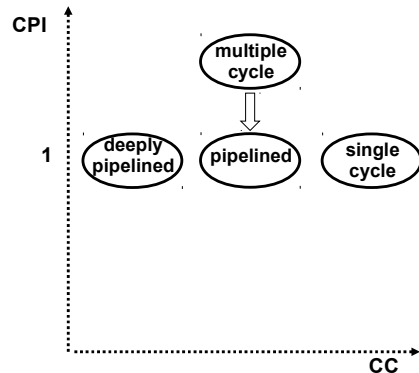 CPI
multiple
cycle
1
deeply
pipelined
pipelined
single
cycle
CC